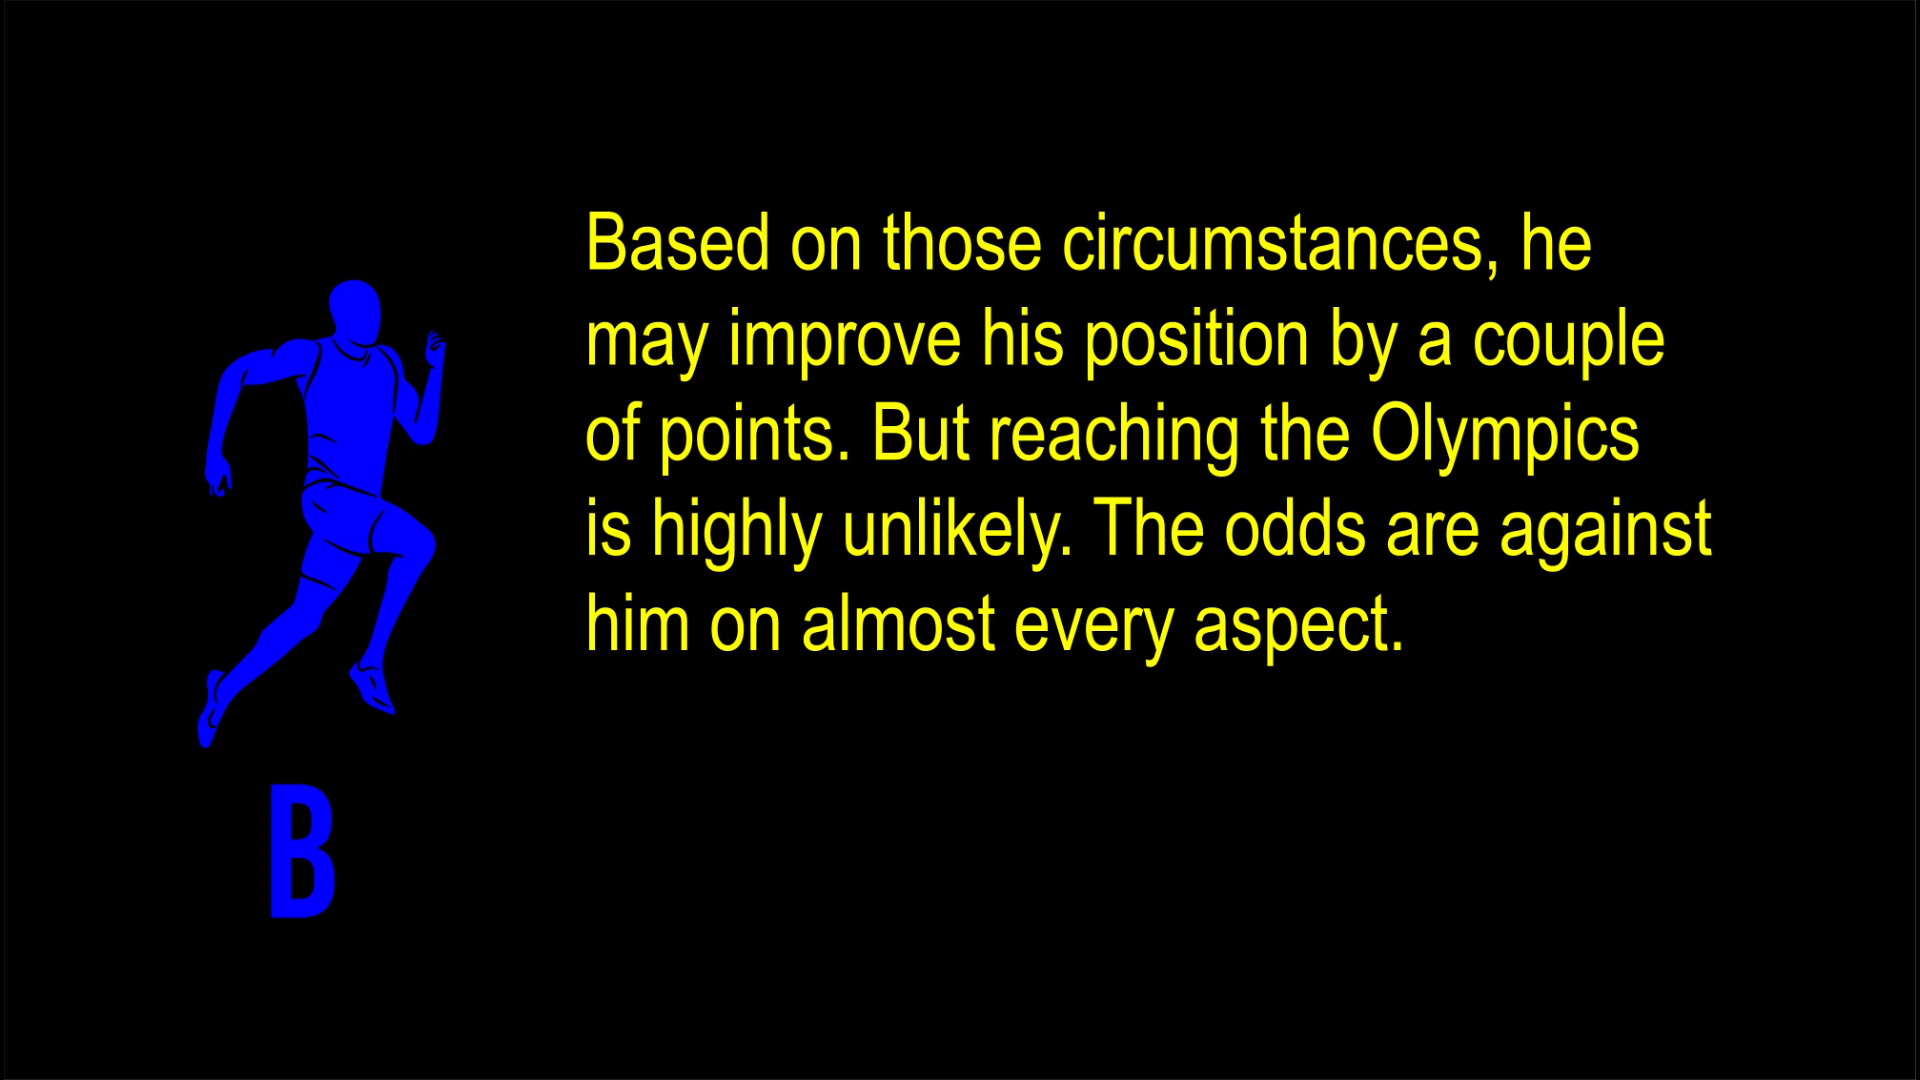 Based on those circumstances, he
may improve his position by a couple
of points. But reaching the Olympics
is highly unlikely. The odds are against
him on almost every aspect.
B